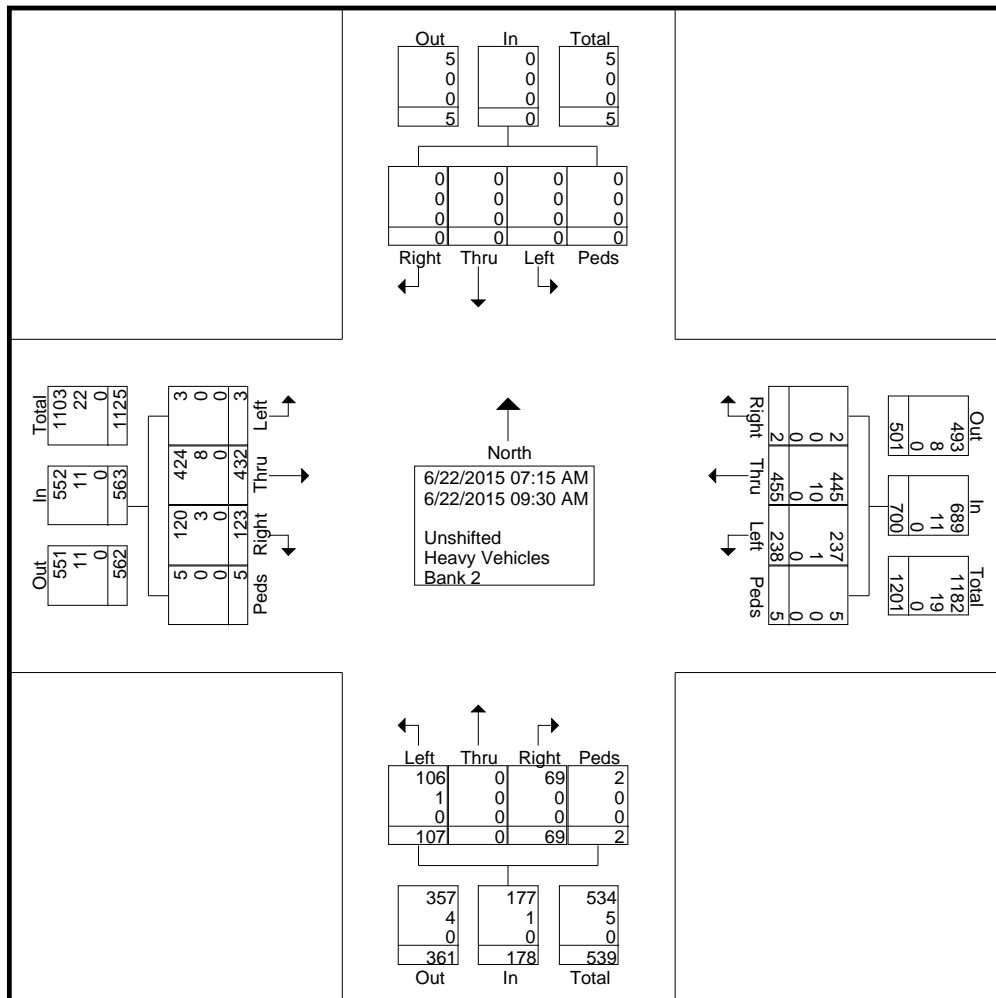 Out In Total
5 0 5
0 0 0
0 0 0
5 0 5
0 0 0 0
0 0 0 0
0 0 0 0
0 0 0 0
Right Thru Left Peds
Total
1103
22
0
1125
In
552
11
0
563
Out
551
11
0
562
3
0
0
3
Left
424
8
0
432
Thru
120
3
0
123
Right
5
0
0
5
Peds
North
6/22/2015 07:15 AM
6/22/2015 09:30 AM
Unshifted
Heavy Vehicles
Bank 2
Right
2
0
0
2
Thru
445
10
0
455
Left
237
1
0
238
Peds
5
0
0
5
Out
493
8
0
501
In
689
11
0
700
Total
1182
19
0
1201
Left Thru Right Peds
106 0 69 2
1 0 0 0
0 0 0 0
107 0 69 2
357 177 534
4 1 5
0 0 0
361 178 539
Out In Total